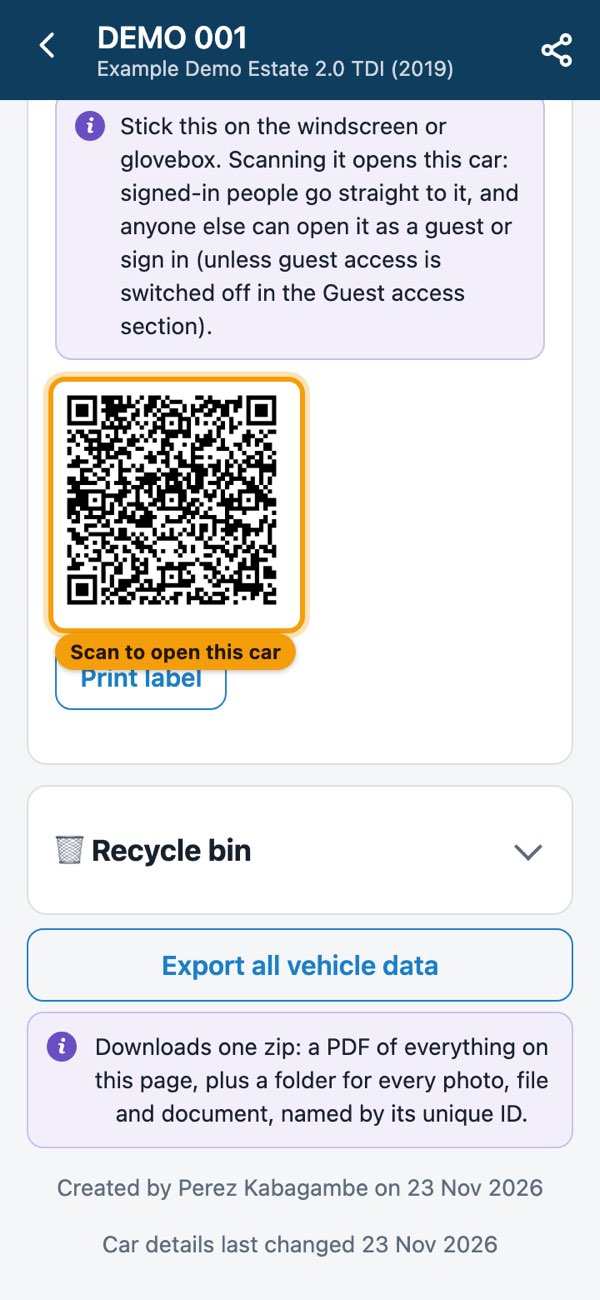 DEMO 001
Example Demo Estate 2.0 TDI (2019)
Stick this on the windscreen or
glovebox. Scanning it opens this car:
signed-in people go straight to it, and
anyone else can open it as a guest or
sign in (unless guest access is
switched off in the Guest access
section).
Scan to open this car
Print label
Recycle bin
Export all vehicle data
Downloads one zip: a PDF of everything on
this page, plus a folder for every photo, file
and document, named by its unique ID.
Created by Perez Kabagambe on 23 Nov 2026
Car details last changed 23 Nov 2026